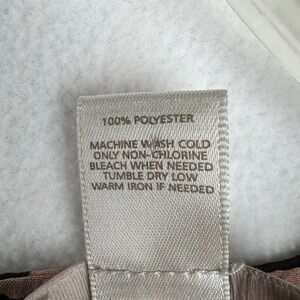 100% POLYESTER
MACHINE WASH COLD
ONLY NON-CHLORINE
BLEACH WHEN NEEDED
TUMBLE DRY LOW
WARM IRON IF NEEDED